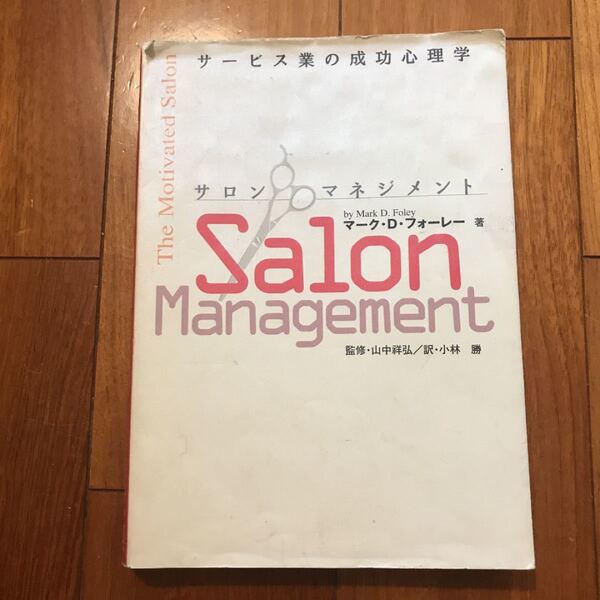 サービス業の成功心理学
The Motivated Salon
サロン マネジメント
by Mark D. Foley
マーク・D・フォーレー 著
Salon
Management
監修・山中祥弘／訳・小林 勝